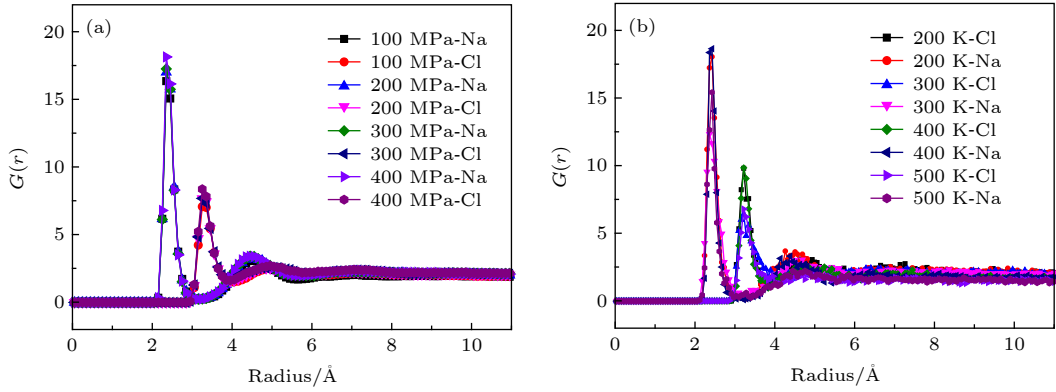 (a)
100 MPa-Na
100 MPa-Cl
200 MPa-Na
200 MPa-Cl
300 MPa-Na
300 MPa-Cl
400 MPa-Na
400 MPa-Cl
20
15
10
5
0
G(r)
0 2 4 6 8 10
Radius/Å
(b)
200 K-Cl
200 K-Na
300 K-Cl
300 K-Na
400 K-Cl
400 K-Na
500 K-Cl
500 K-Na
20
15
10
5
0
G(r)
0 2 4 6 8 10
Radius/Å